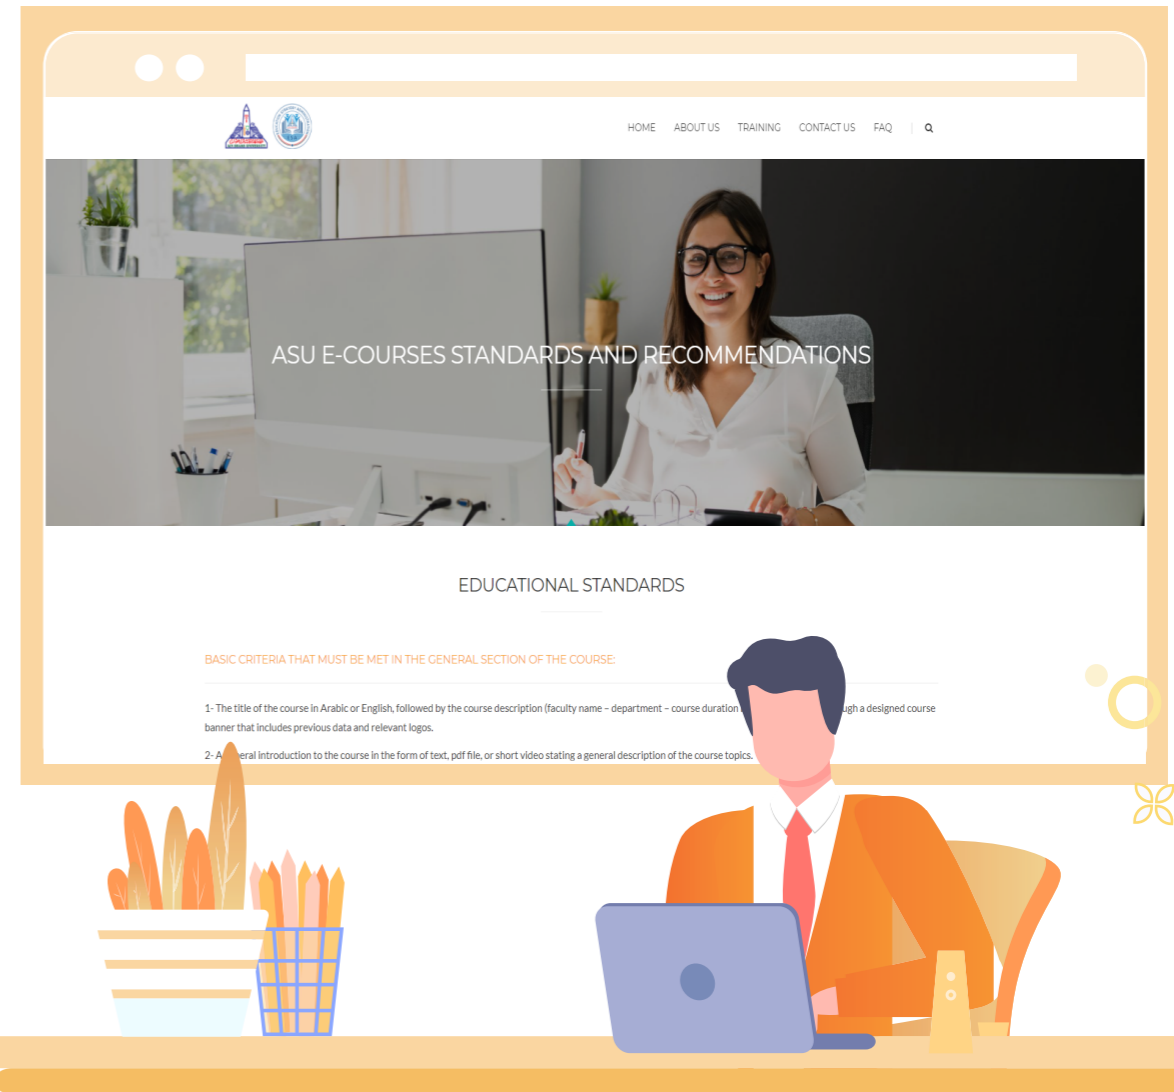 HOME ABOUT US TRAINING CONTACT US FAQ
ASU E-COURSES STANDARDS AND RECOMMENDATIONS
EDUCATIONAL STANDARDS
BASIC CRITERIA THAT MUST BE MET IN THE GENERAL SECTION OF THE COURSE:
1- The title of the course in Arabic or English, followed by the course description (faculty name – department – course duration a designed course
banner that includes previous data and relevant logos.
2- introduction to the course in the form of text, pdf file, or short video stating a general description of the course topics.